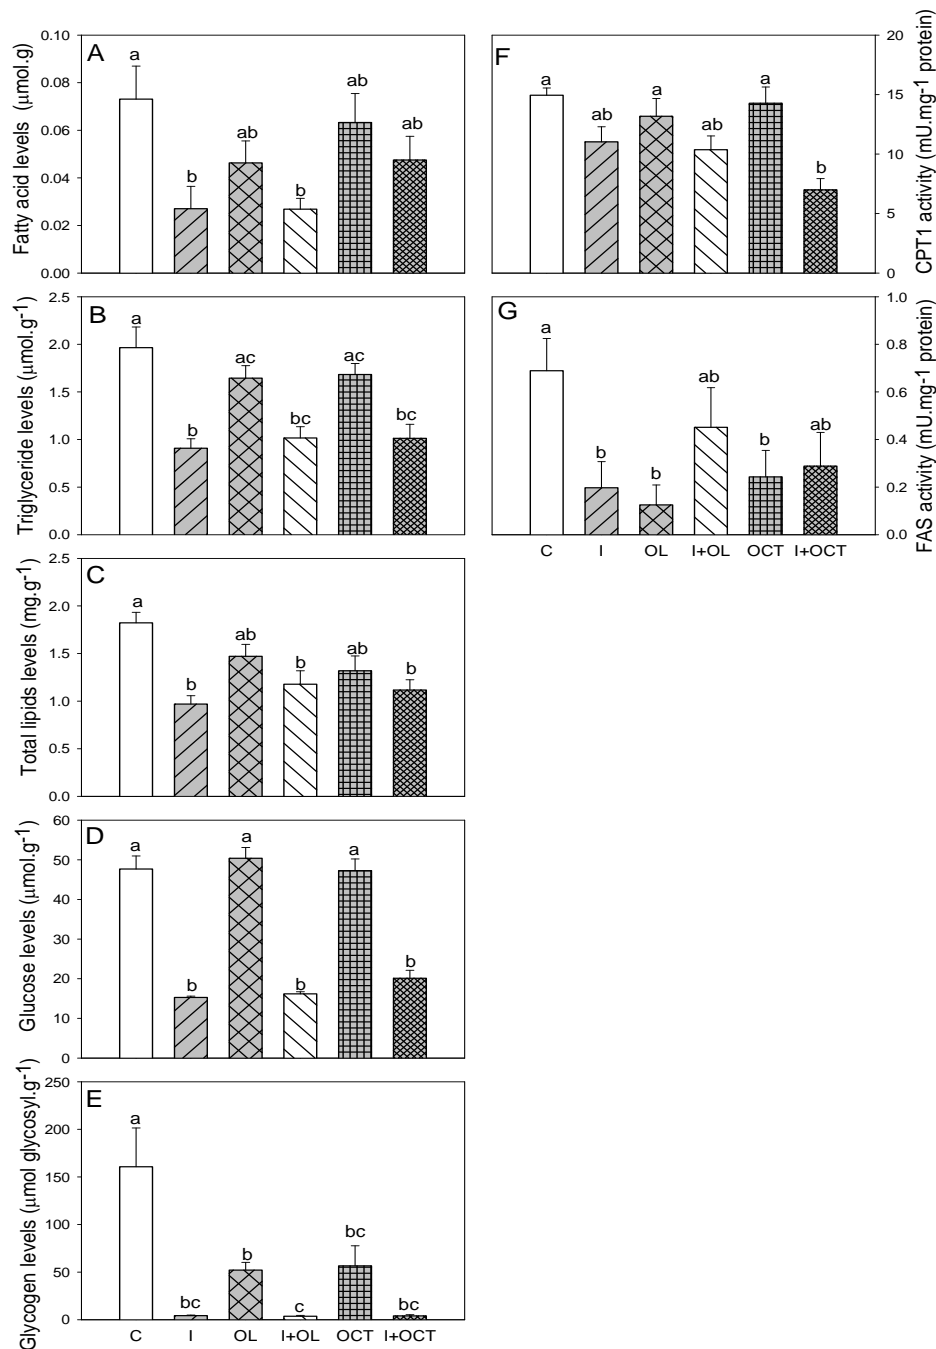 A
Fatty acid levels (μmol.g)
0.10
0.08
0.06
0.04
0.02
0.00
a
b
ab
b
ab
ab
F
CPT1 activity (mU.mg-1 protein)
20
15
10
5
0
a
ab
a
ab
a
b
B
Triglyceride levels (μmol.g-1)
2.5
2.0
1.5
1.0
0.5
0.0
a
b
ac
bc
ac
bc
G
FAS activity (mU.mg-1 protein)
1.0
0.8
0.6
0.4
0.2
0.0
a
b
b
ab
b
ab
C I OL I+OL OCT I+OCT
C
Total lipids levels (mg.g-1)
2.5
2.0
1.5
1.0
0.5
0.0
a
b
ab
b
ab
b
D
Glucose levels (μmol.g-1)
60
50
40
30
20
10
0
a
b
a
b
a
b
E
Glycogen levels (μmol glycosyl.g-1)
250
200
150
100
50
0
a
bc
b
c
bc
bc
C I OL I+OL OCT I+OCT